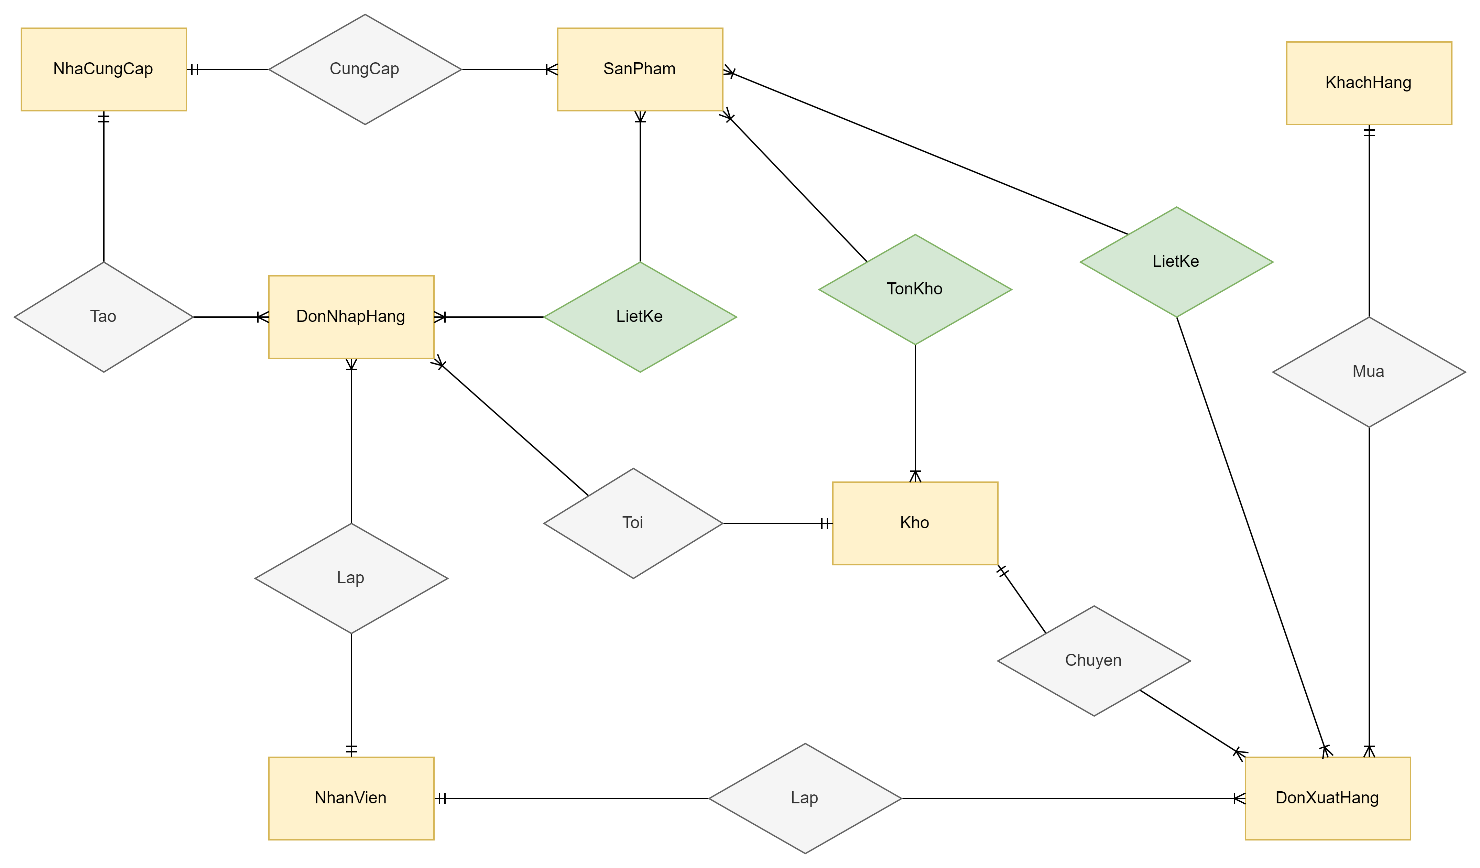 NhaCungCap
CungCap
SanPham
KhachHang
LietKe
TonKho
Tao
DonNhapHang
LietKe
Mua
Toi
Kho
Lap
Chuyen
NhanVien
Lap
DonXuatHang